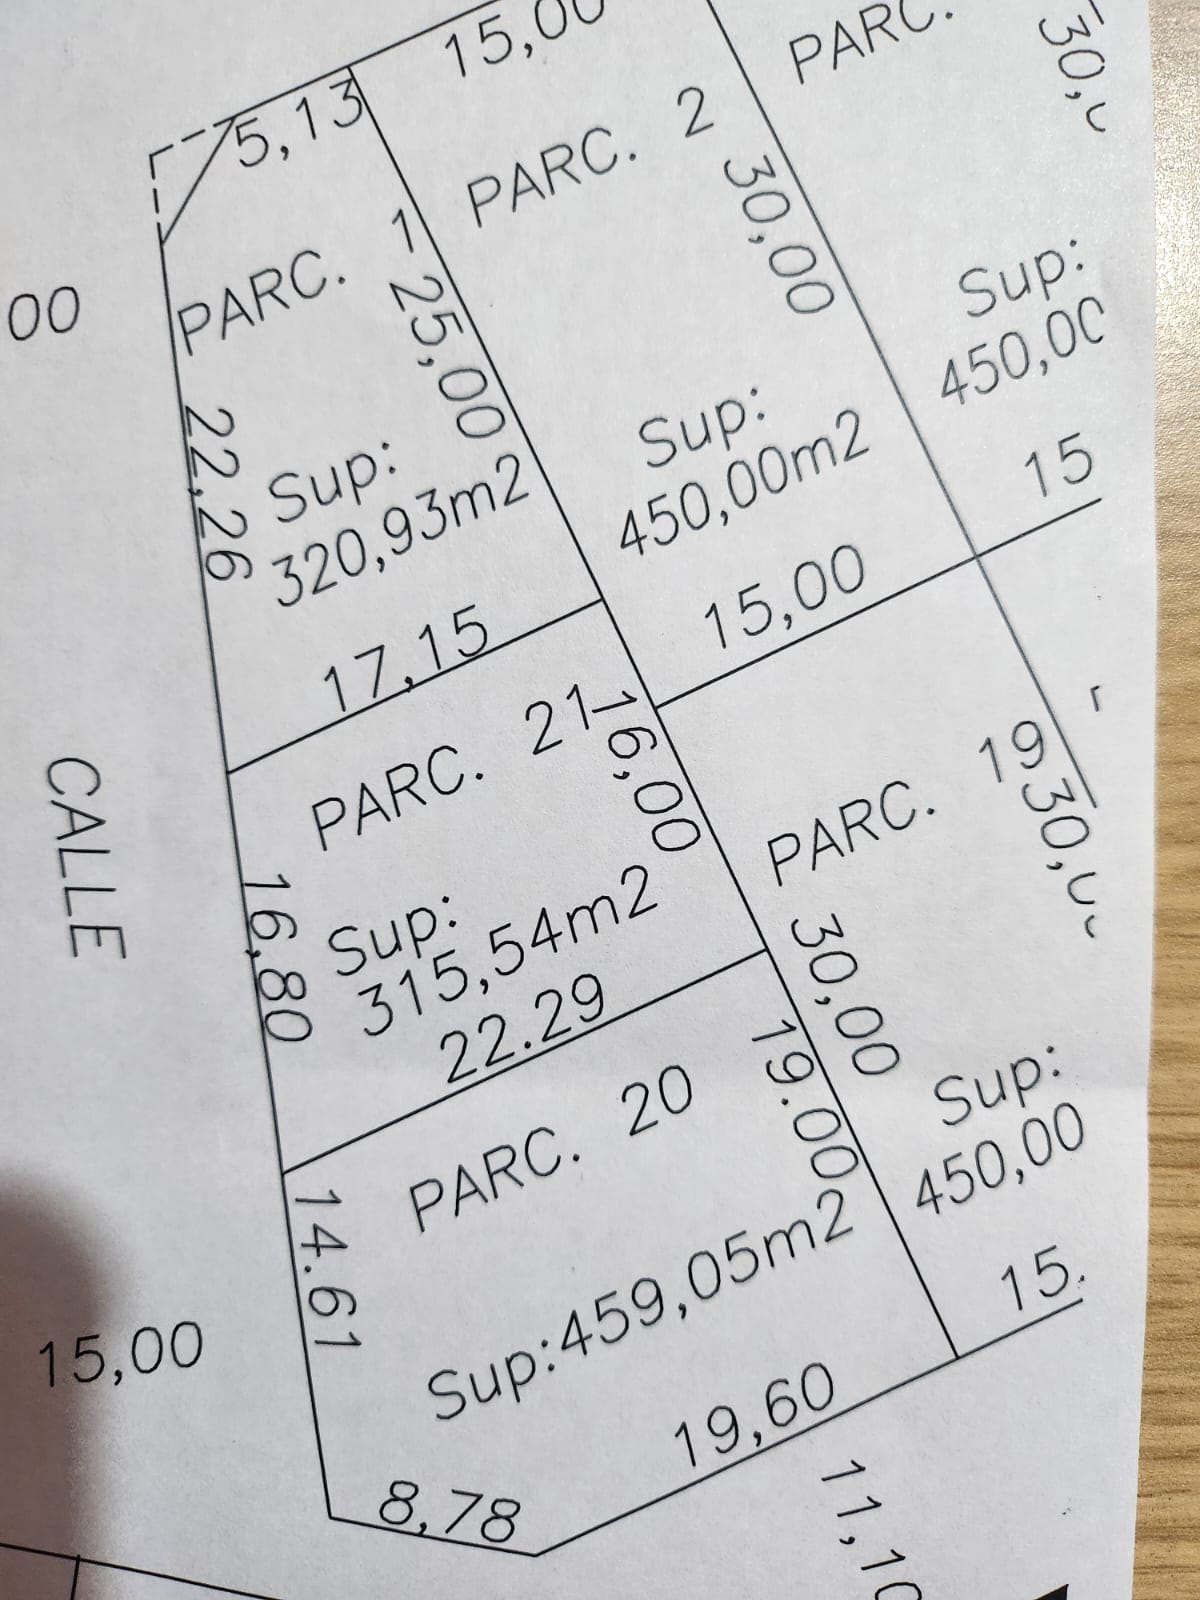 15,00
PARC.
30,0
5,13
PARC. 2
30,00
PARC. 1
25,00
00
22,26
Sup:
320,93m2
Sup:
450,00m2
Sup:
450,00
17,15
15,00
15
PARC. 21
16,00
CALLE
16,80
Sup:
315,54m2
22.29
PARC. 19
30,0
30,00
PARC. 20
19.00
Sup:
450,00
14.61
Sup:459,05m2
15,00
15.
19,60
8,78
11,10